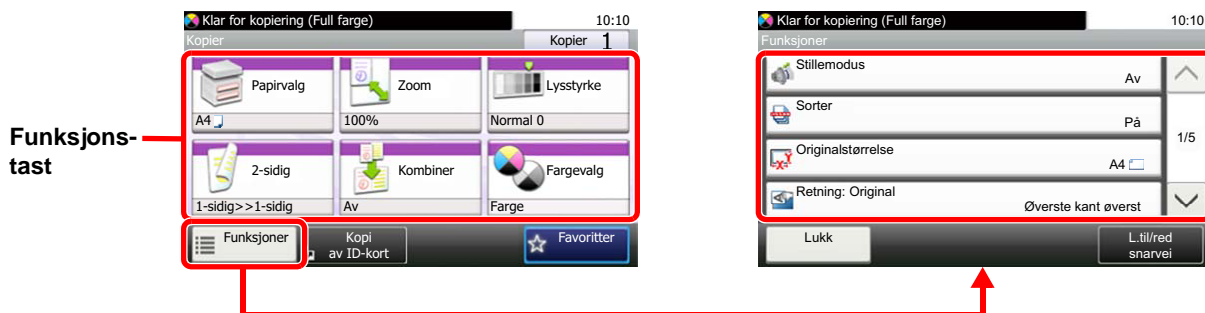 Funksjons-
tast
Klar for kopiering (Full farge) 10:10
Kopier Kopier 1
Papirvalg Zoom Lysstyrke
A4 100% Normal 0
2-sidig Kombiner Fargevalg
1-sidig>>1-sidig Av Farge
Funksjoner Kopi Favoritter
av ID-kort
Klar for kopiering (Full farge) 10:10
Funksjoner
Stillemodus
Av
Sorter
På
1/5
Originalstørrelse
A4
Retning: Original
Øverste kant øverst
Lukk L.til/red
snarvei